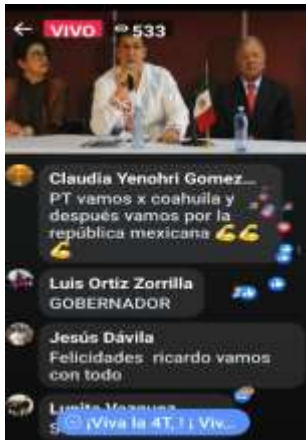 VIVO 533
Claudia Yenohri Gomez...
PT vamos x coahuila y
después vamos por la
república mexicana 💪💪
💪
Luis Ortiz Zorrilla
GOBERNADOR
Jesús Dávila
Felicidades ricardo vamos
con todo
¡Viva la 4T, ! ¡ Viv...